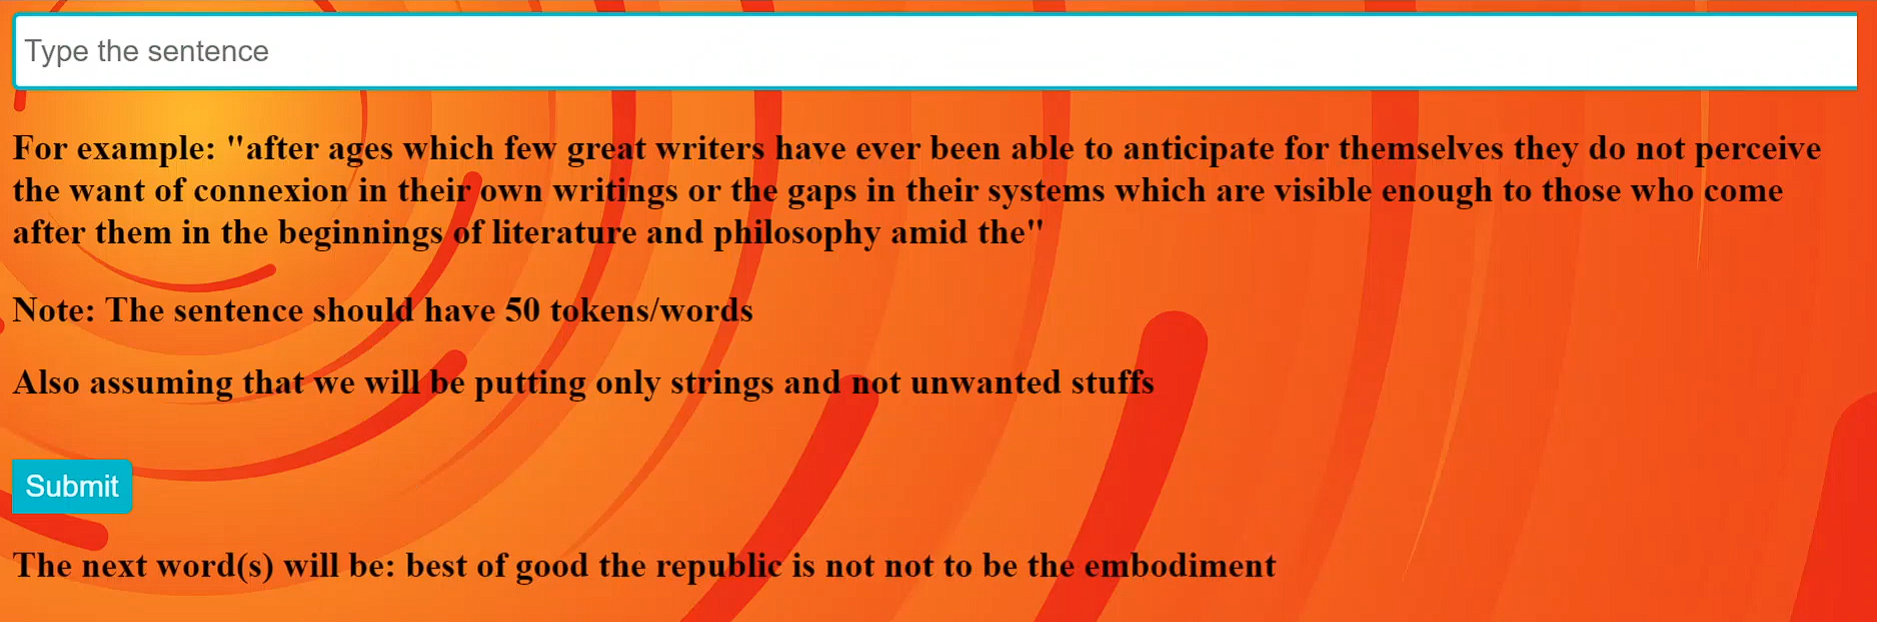 Type the sentence
For example: "after ages which few great writers have ever been able to anticipate for themselves they do not perceive
the want of connexion in their own writings or the gaps in their systems which are visible enough to those who come
after them in the beginnings of literature and philosophy amid the"
Note: The sentence should have 50 tokens/words
Also assuming that we will be putting only strings and not unwanted stuffs
Submit
The next word(s) will be: best of good the republic is not not to be the embodiment